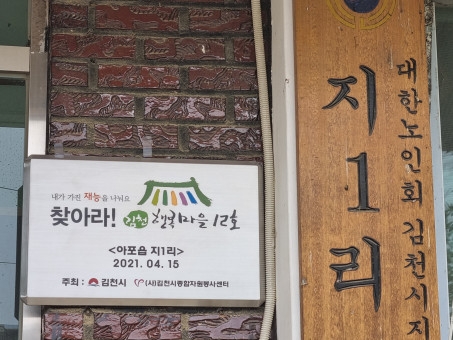 내가 가진 재능을 나눠요
찾아라! 김천 행복마을 12호
<아포읍 지1리>
2021. 04. 15
주최 : 김천시 (사)김천시종합자원봉사센터
대한노인회 김천시지
지1리